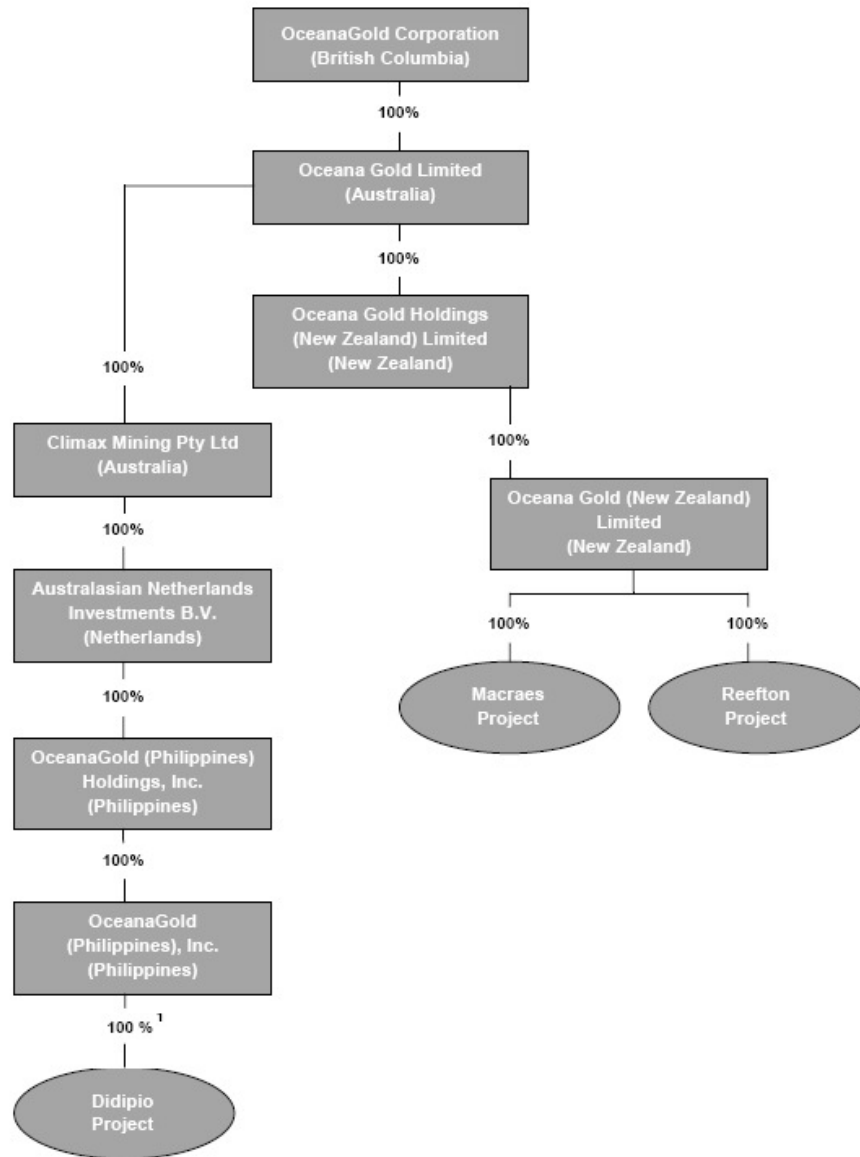 OceanaGold Corporation
(British Columbia)
100%
Oceana Gold Limited
(Australia)
100%
Oceana Gold Holdings
(New Zealand) Limited
(New Zealand)
100%
Climax Mining Pty Ltd
(Australia)
100%
Oceana Gold (New Zealand)
Limited
(New Zealand)
100%
Australasian Netherlands
Investments B.V.
(Netherlands)
100%
100%
Macraes
Project
Reefton
Project
100%
OceanaGold (Philippines)
Holdings, Inc.
(Philippines)
100%
OceanaGold
(Philippines), Inc.
(Philippines)
100 % 1
Didipio
Project